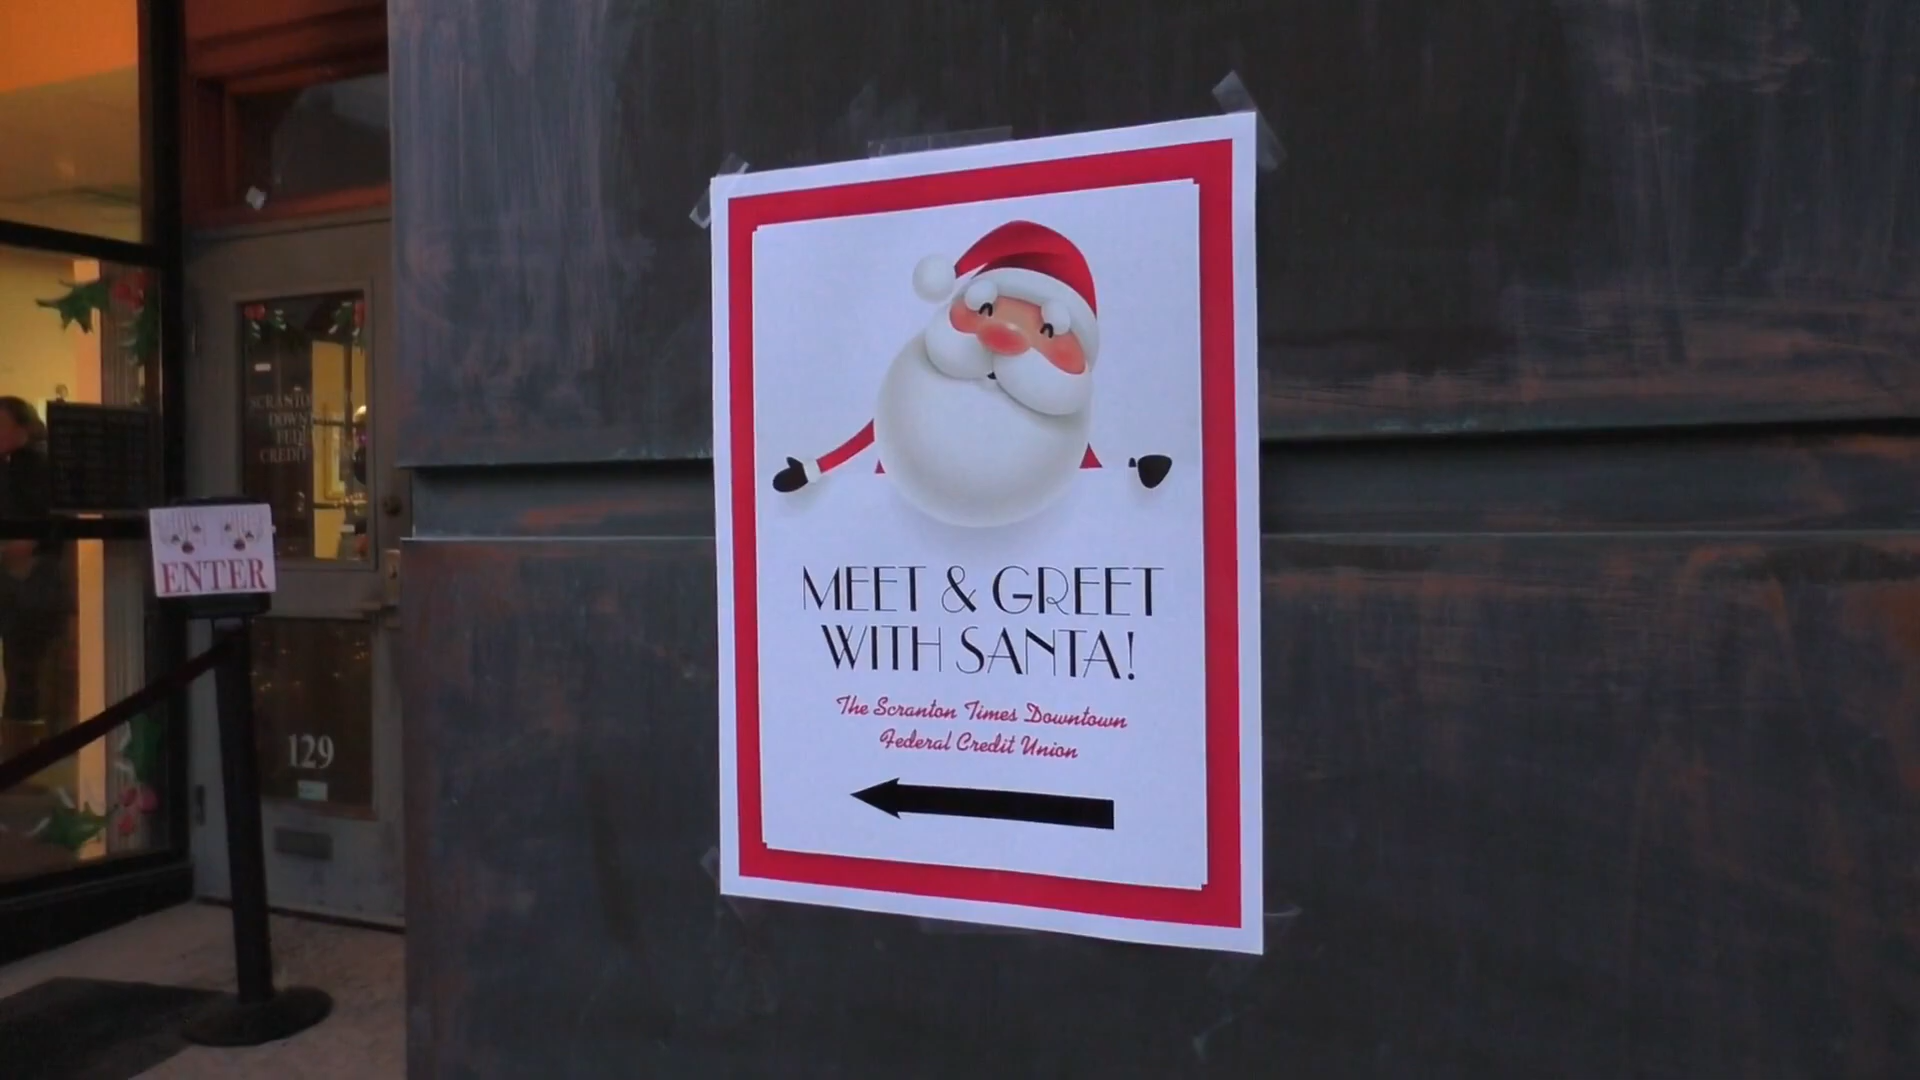 MEET & GREET
WITH SANTA!
The Scranton Times Downtown
Federal Credit Union
ENTER
129